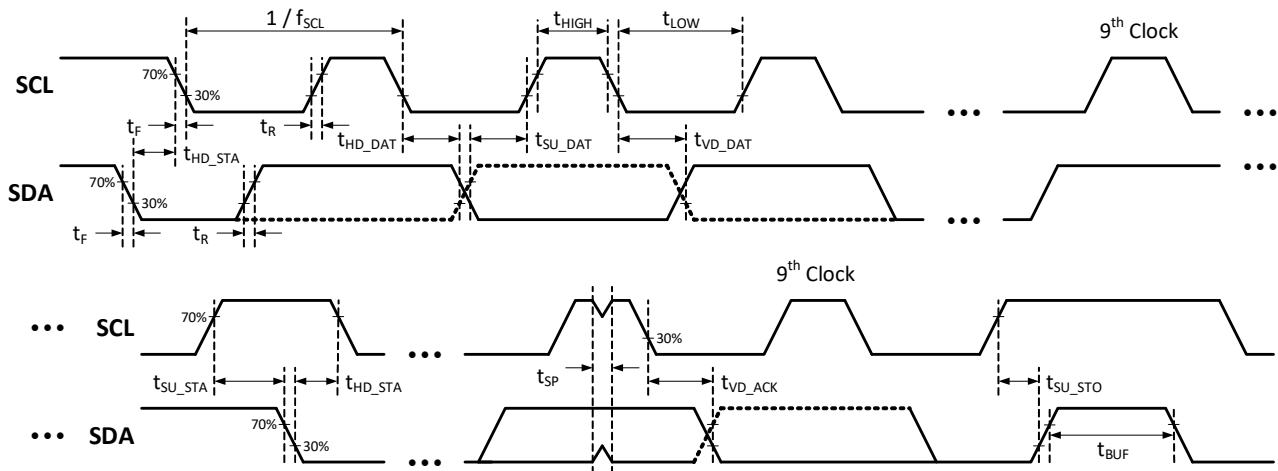 1 / fSCL tHIGH tLOW
9th Clock
SCL 70% 30%
tF tR tHD_DAT tSU_DAT tVD_DAT
tHD_STA
SDA 70% 30%
tF tR
9th Clock
SCL 70% 30%
tSU_STA tHD_STA tSP tVD_ACK tSU_STO
SDA 70% 30%
tBUF